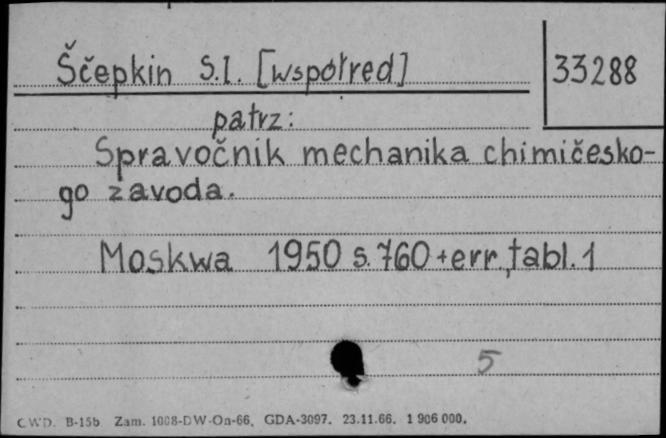 Ščepkin S.I. [współred] 33288
patrz:
Spravočnik mechanika chimičesko-
go zavoda.
Moskwa 1950 s. 760 + err., tabl. 1
5
CWD. B-15b Zam. 1008-DW-On-66, GDA-3097. 23.11.66. 1 906 000.